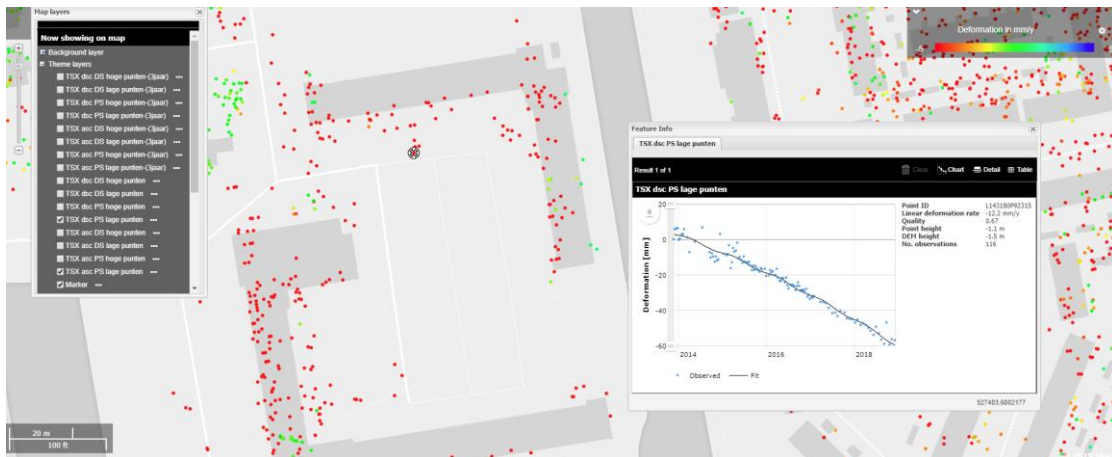 Map layers
Now showing on map
Background layer
Theme layers
TSX dsc DS hoge punten-(3jaar)
TSX dsc DS lage punten-(3jaar)
TSX dsc PS hoge punten-(3jaar)
TSX dsc PS lage punten-(3jaar)
TSX asc DS hoge punten-(3jaar)
TSX asc DS lage punten-(3jaar)
TSX asc PS hoge punten-(3jaar)
TSX asc PS lage punten-(3jaar)
TSX dsc DS hoge punten
TSX dsc DS lage punten
TSX dsc PS hoge punten
TSX dsc PS lage punten
TSX asc DS hoge punten
TSX asc DS lage punten
TSX asc PS hoge punten
TSX asc PS lage punten
Marker
20 m
100 ft
Deformation in mm/y
-5
Feature Info
TSX dsc PS lage punten
Result 1 of 1
Clear
Chart
Detail
Table
TSX dsc PS lage punten
Deformation [mm]
20
0
-20
-40
-60
2014
2016
2018
Observed
Fit
Point ID L143180P92315
Linear deformation rate -12.2 mm/y
Quality 0.67
Point height -1.1 m
DEM height -1.5 m
No. observations 116
527483.6802177